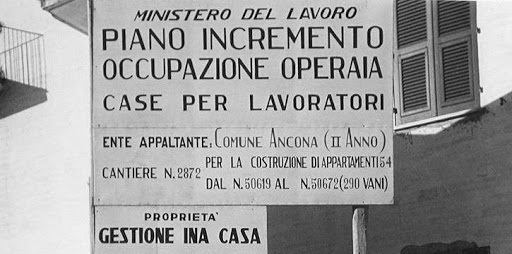 MINISTERO DEL LAVORO
PIANO INCREMENTO
OCCUPAZIONE OPERAIA
CASE PER LAVORATORI
ENTE APPALTANTE: COMUNE ANCONA (II ANNO)
CANTIERE N.2872 PER LA COSTRUZIONE DI APPARTAMENTI 54
DAL N.50619 AL N.50672 (290 VANI)
PROPRIETA'
GESTIONE INA CASA